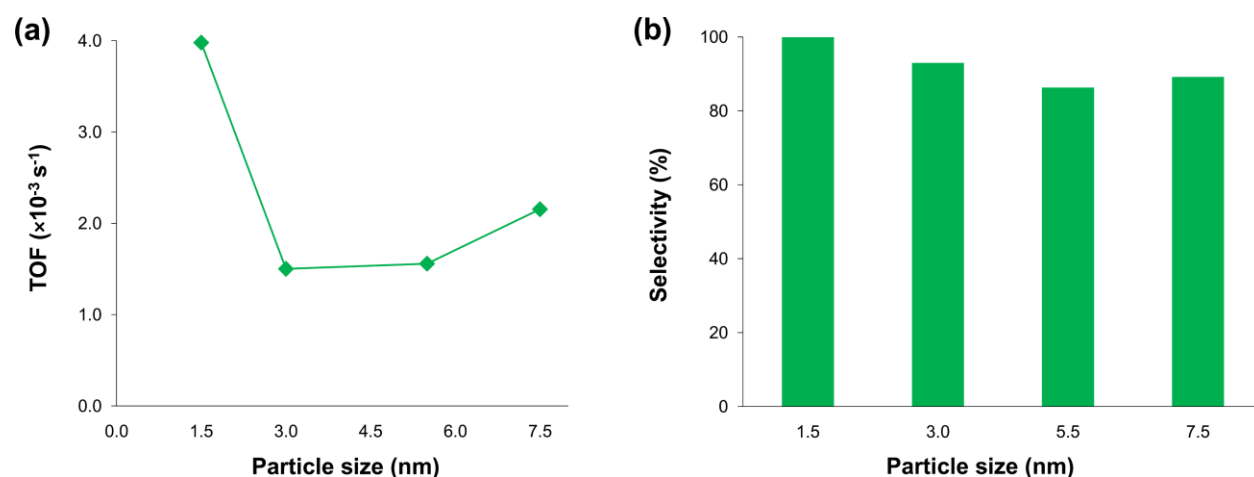 (a)
4.0
4.0
2.0
1.0
0.0
TOF (×10⁻³ s⁻¹)
0.0 1.5 3.0 4.5 6.0 7.5
Particle size (nm)
(b)
100
80
60
40
20
0
Selectivity (%)
1.5 3.0 5.5 7.5
Particle size (nm)